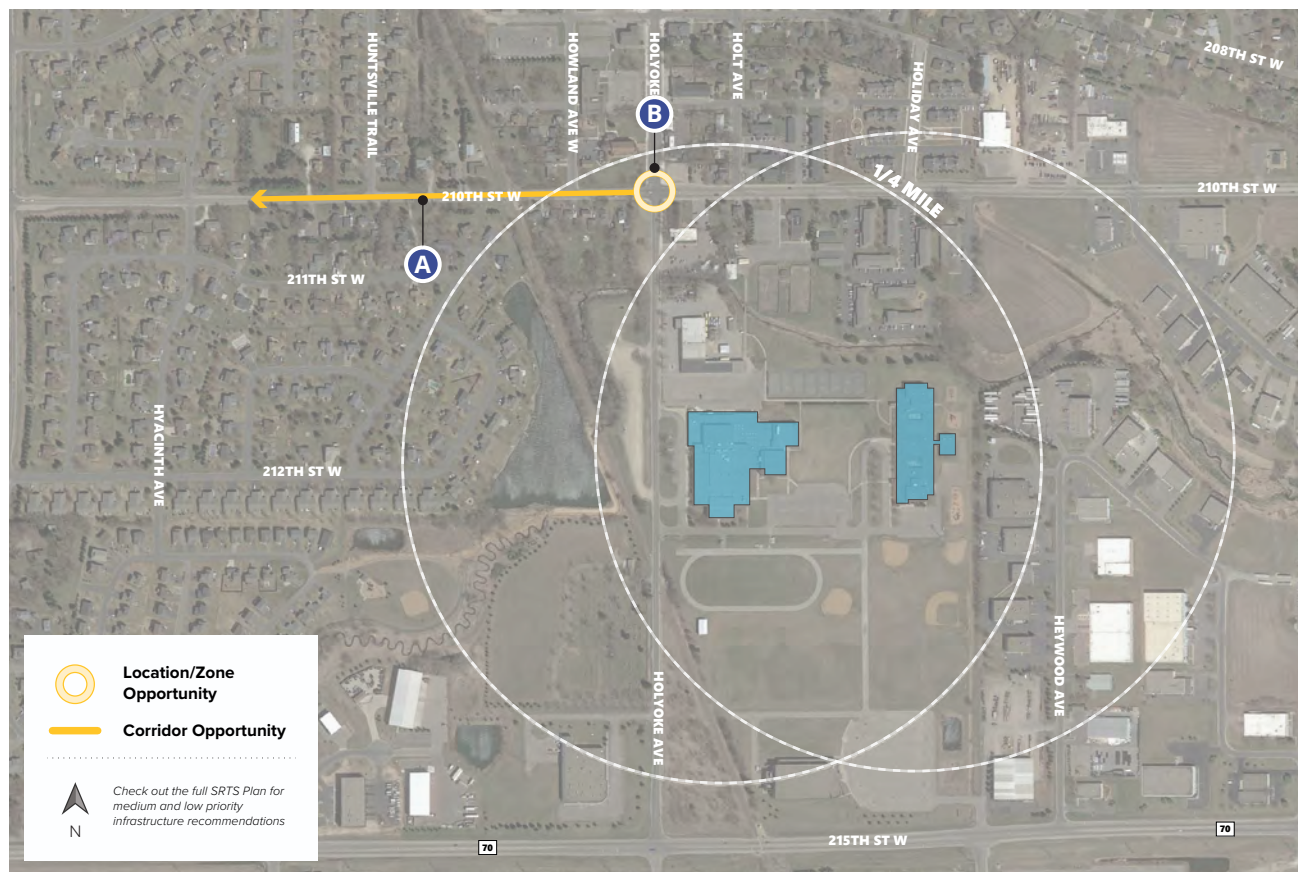 HUNTSVILLE TRAIL
HOWLAND AVE W
HOLYOKE
HOLT AVE
HOLIDAY AVE
208TH ST W
B
1/4 MILE
210TH ST W
210TH ST W
A
211TH ST W
HYACINTH AVE
212TH ST W
HOLYOKE AVE
HEYWOOD AVE
Location/Zone
Opportunity
Corridor Opportunity
N
Check out the full SRTS Plan for
medium and low priority
infrastructure recommendations
70
215TH ST W
70